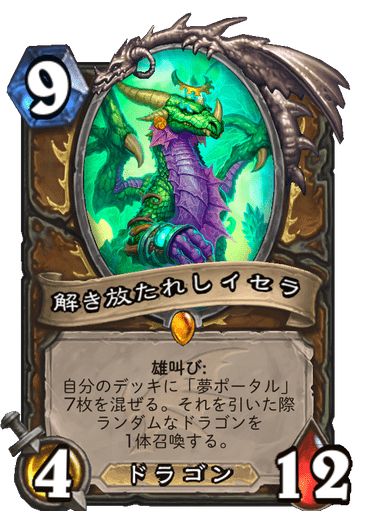 9
解き放たれしイセラ
雄叫び:
自分のデッキに「夢ポータル」
7枚を混ぜる。それを引いた際
ランダムなドラゴンを
1体召喚する。
4
ドラゴン
12